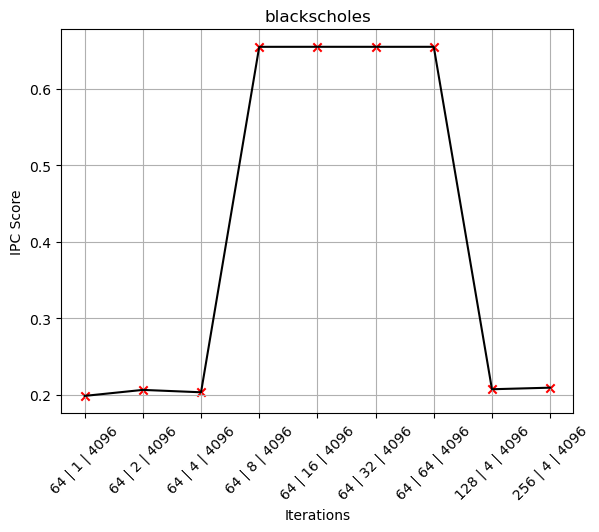 blackscholes
IPC Score
0.6
0.5
0.4
0.3
0.2
64 | 1 | 4096
64 | 2 | 4096
64 | 4 | 4096
64 | 8 | 4096
64 | 16 | 4096
64 | 32 | 4096
64 | 64 | 4096
128 | 4 | 4096
256 | 4 | 4096
Iterations